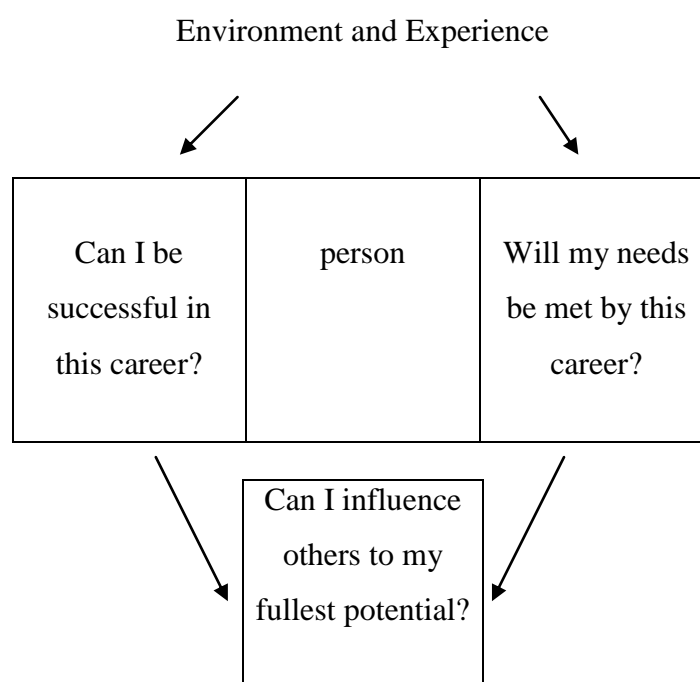 Environment and Experience
Can I be
successful in
this career?
person
Will my needs
be met by this
career?
Can I influence
others to my
fullest potential?